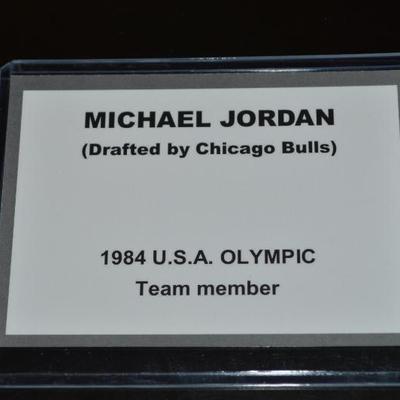 MICHAEL JORDAN
(Drafted by Chicago Bulls)
1984 U.S.A. OLYMPIC
Team member